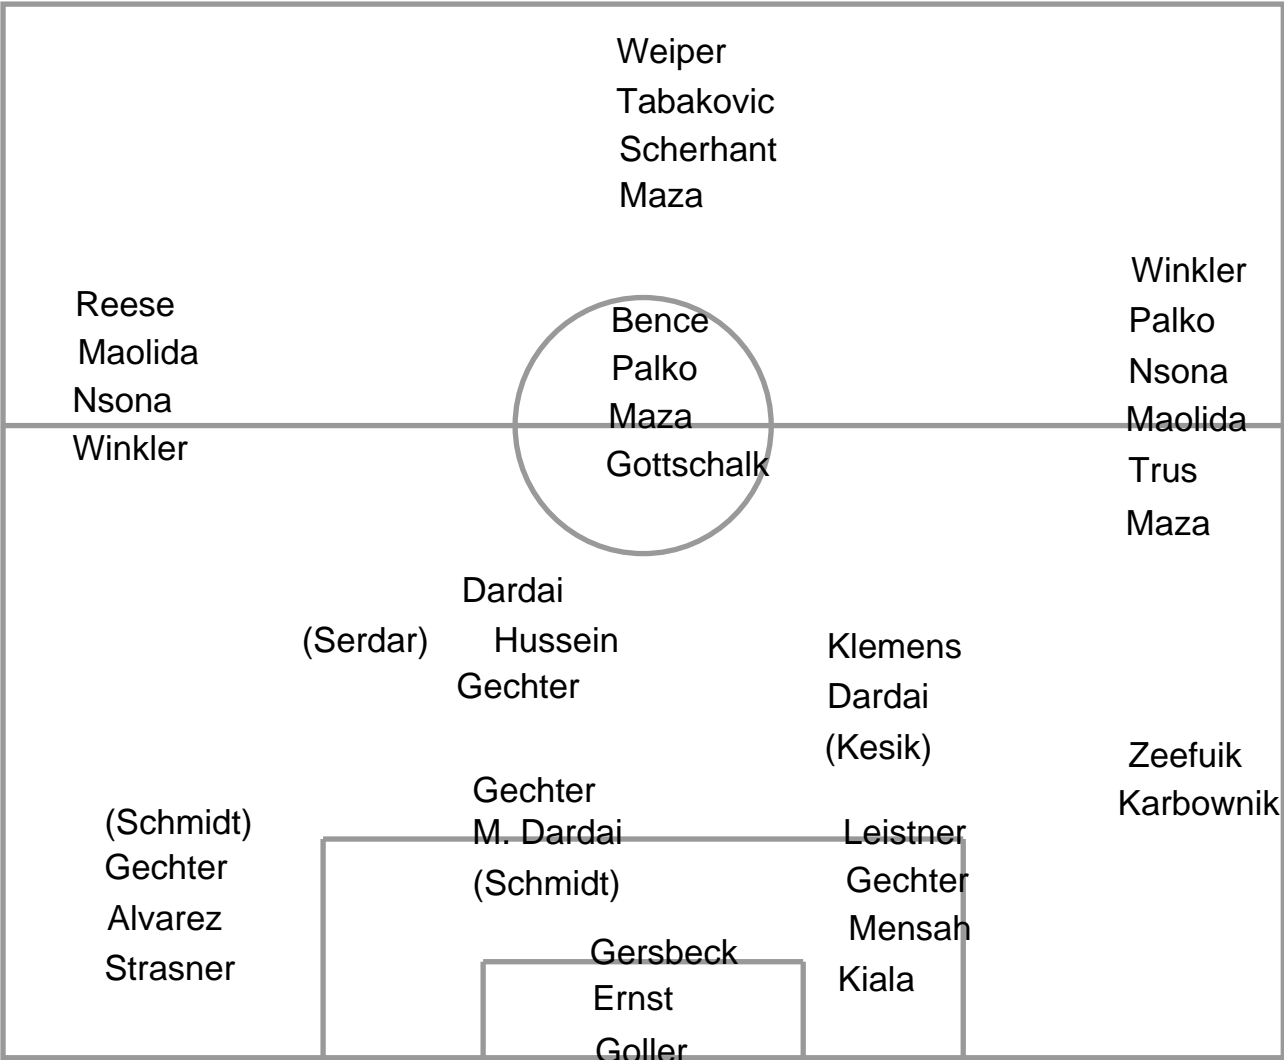 Weiper
Tabakovic
Scherhant
Maza
Reese
Maolida
Nsona
Winkler
Bence
Palko
Maza
Gottschalk
Winkler
Palko
Nsona
Maolida
Trus
Maza
Dardai
(Serdar) Hussein
Gechter
Klemens
Dardai
(Kesik)
Zeefuik
Karbownik
(Schmidt)
Gechter
Alvarez
Strasner
Gechter
M. Dardai
(Schmidt)
Leistner
Gechter
Mensah
Kiala
Gersbeck
Ernst
Goller